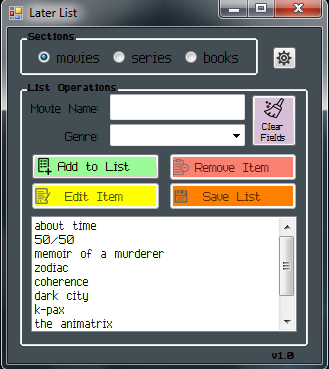 Later List
Sections
movies series books
List Operations
Movie Name:
Genre:
Clear
Fields
Add to List
Remove Item
Edit Item
Save List
about time
50/50
memoir of a murderer
zodiac
coherence
dark city
k-pax
the animatrix
v1.0